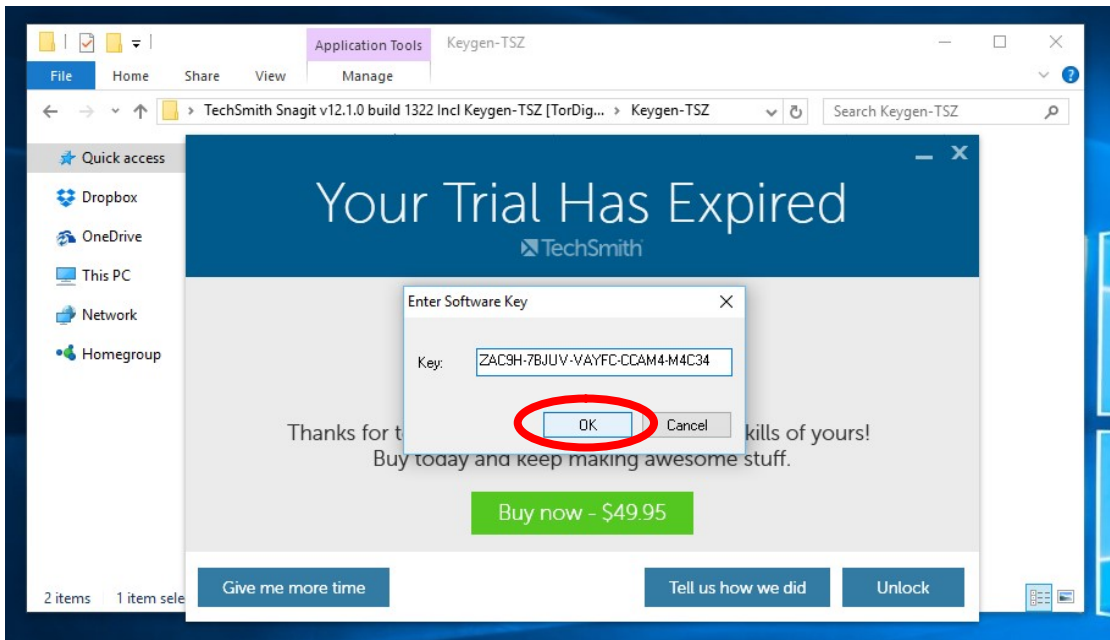 Application Tools
Keygen-TSZ
File
Home
Share
View
Manage
TechSmith Snagit v12.1.0 build 1322 Incl Keygen-TSZ [TorDig... > Keygen-TSZ
Search Keygen-TSZ
Quick access
Dropbox
OneDrive
This PC
Network
Homegroup
Your Trial Has Expired
TechSmith
Enter Software Key
Key:
ZAC9H-7BJUV-VAYFC-CCAM4-M4C34
OK
Cancel
Thanks for t kills of yours!
Buy today and keep making awesome stuff.
Buy now - $49.95
Give me more time
Tell us how we did
Unlock
2 items
1 item sele